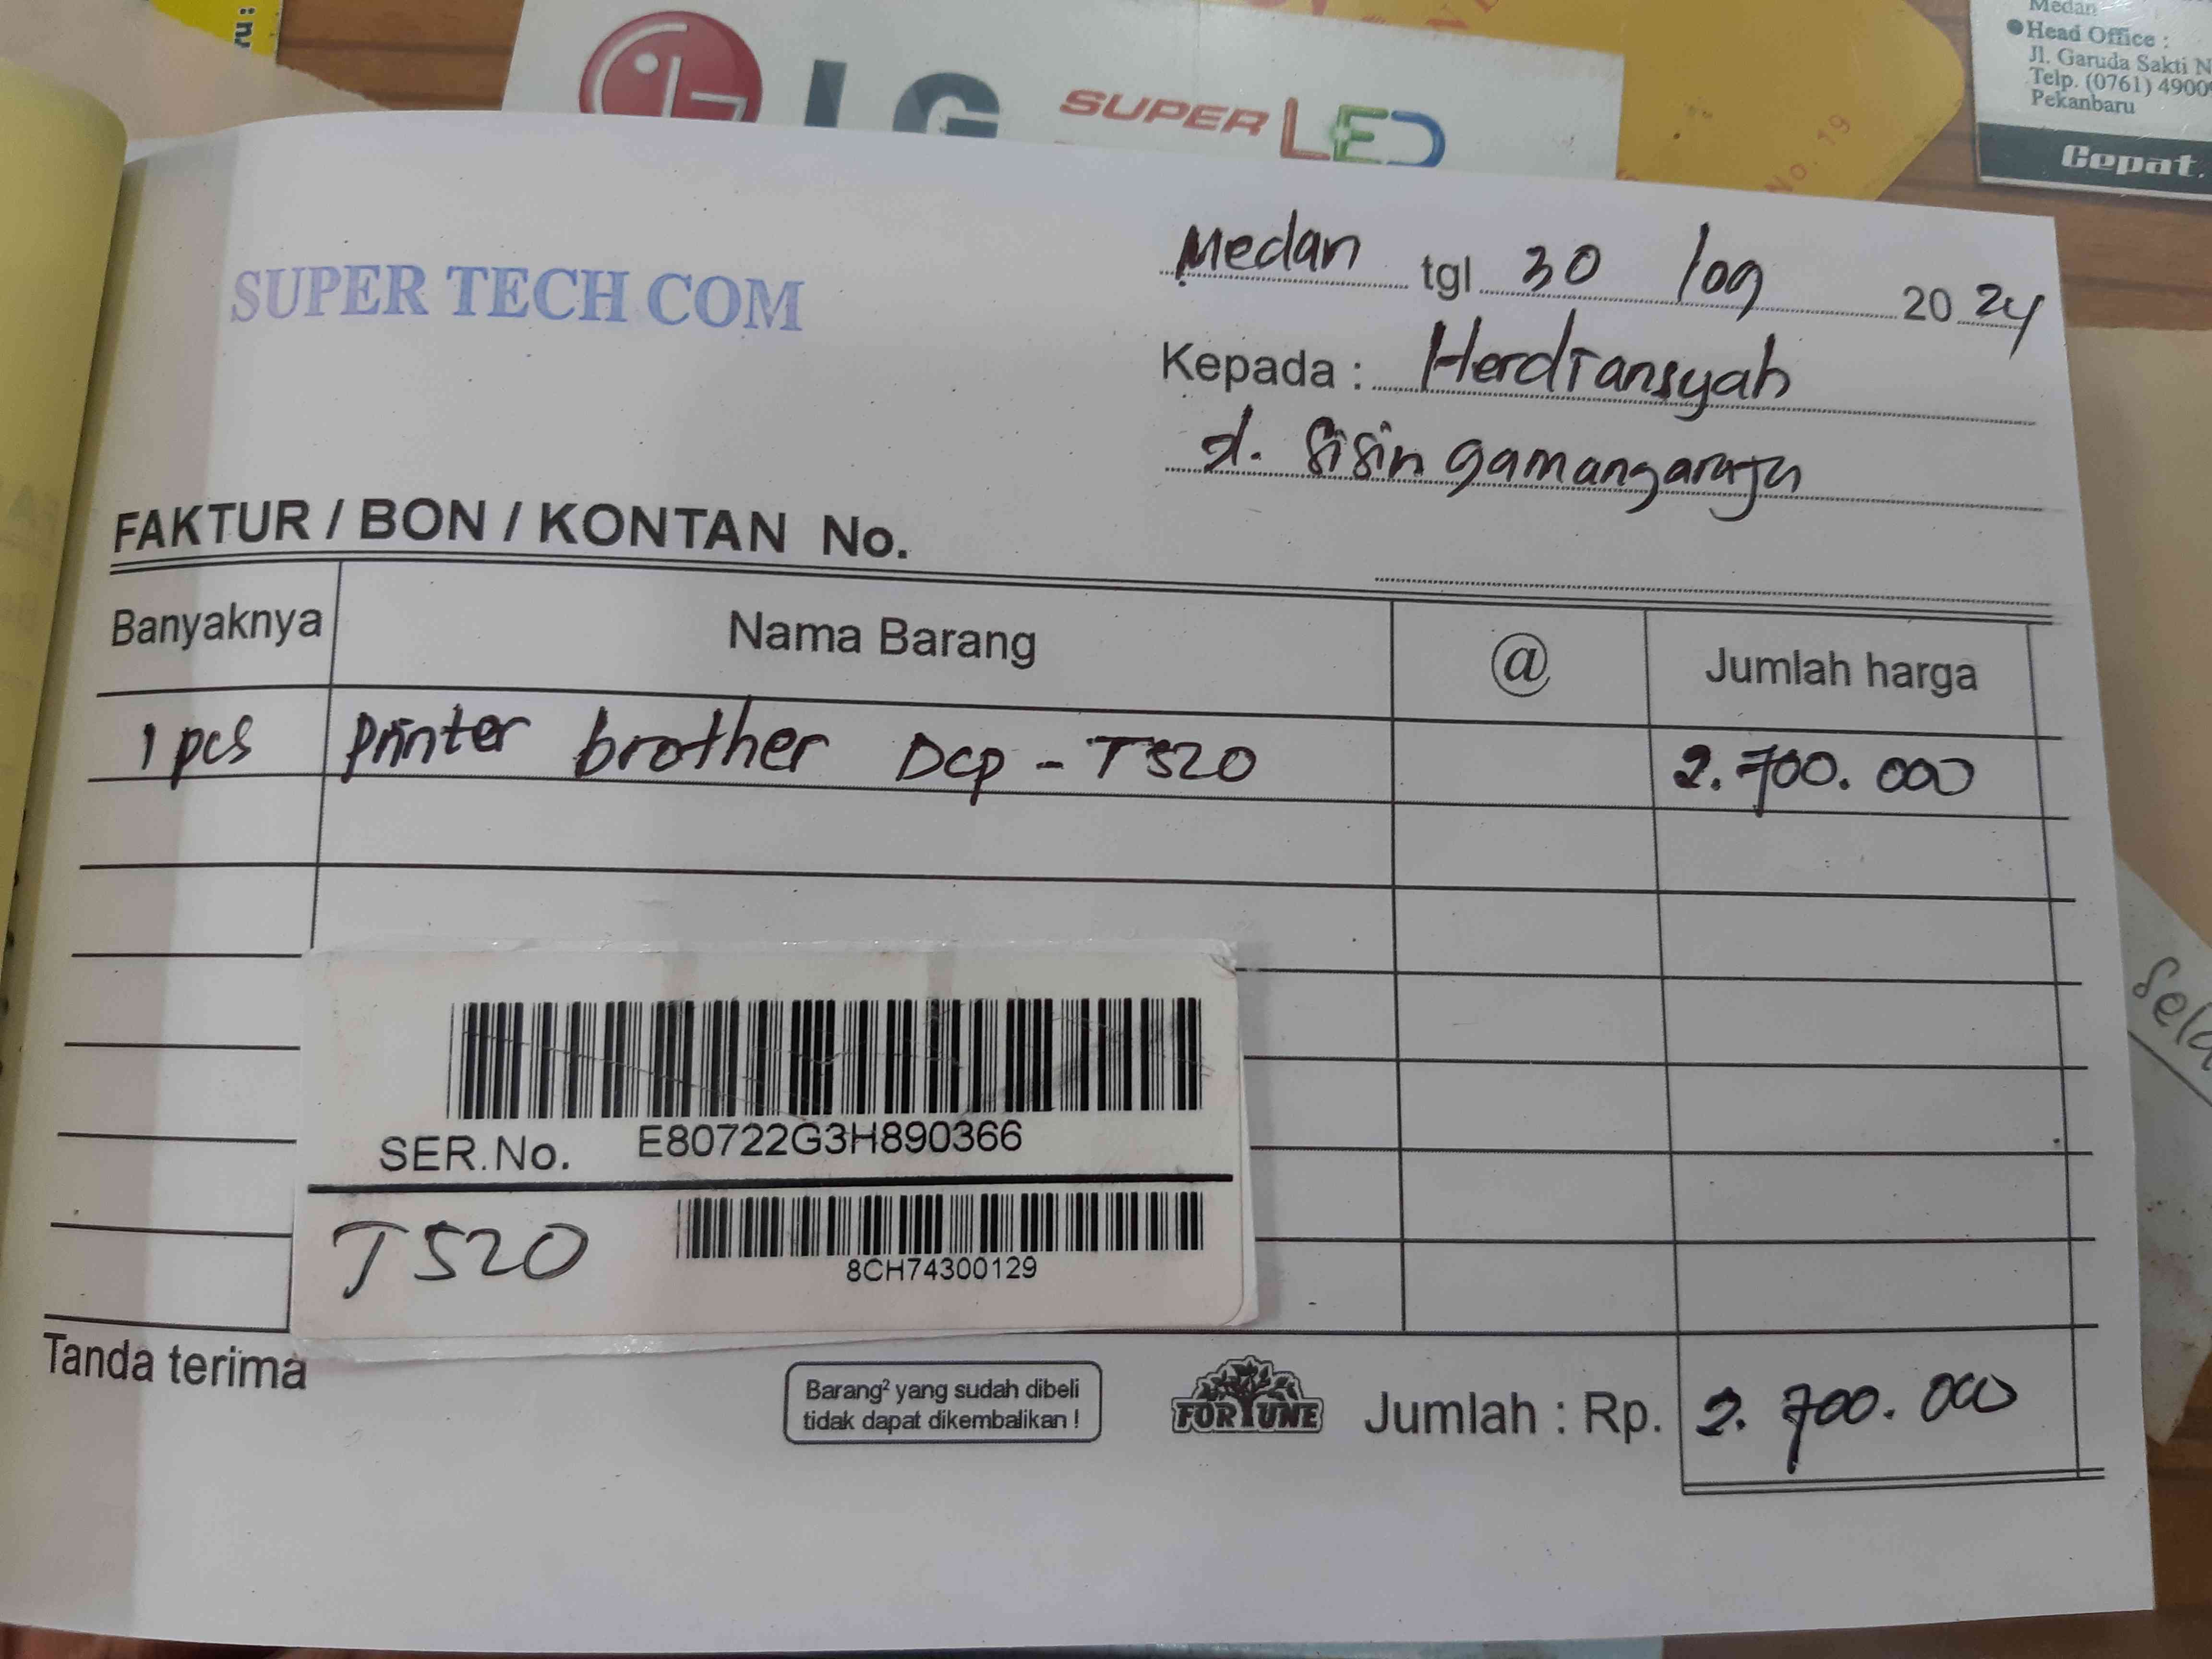 ru:
LG SUPER LED
No. 19
Medan
Head Office :
Jl. Garuda Sakti N
Telp. (0761) 4900
Pekanbaru
Cepat.
SUPER TECH COM
Medan tgl 30 /09 2024
Kepada : Herdiansyah
Jl. Sisingamangaraja
FAKTUR / BON / KONTAN No.
Banyaknya Nama Barang @ Jumlah harga
1 pcs Printer brother Dcp - T520 2.700.000
SER.No. E80722G3H890366
T520 8CH74300129
Tanda terima
Barang² yang sudah dibeli
tidak dapat dikembalikan !
FORTUNE
Jumlah : Rp. 2.700.000
Sela